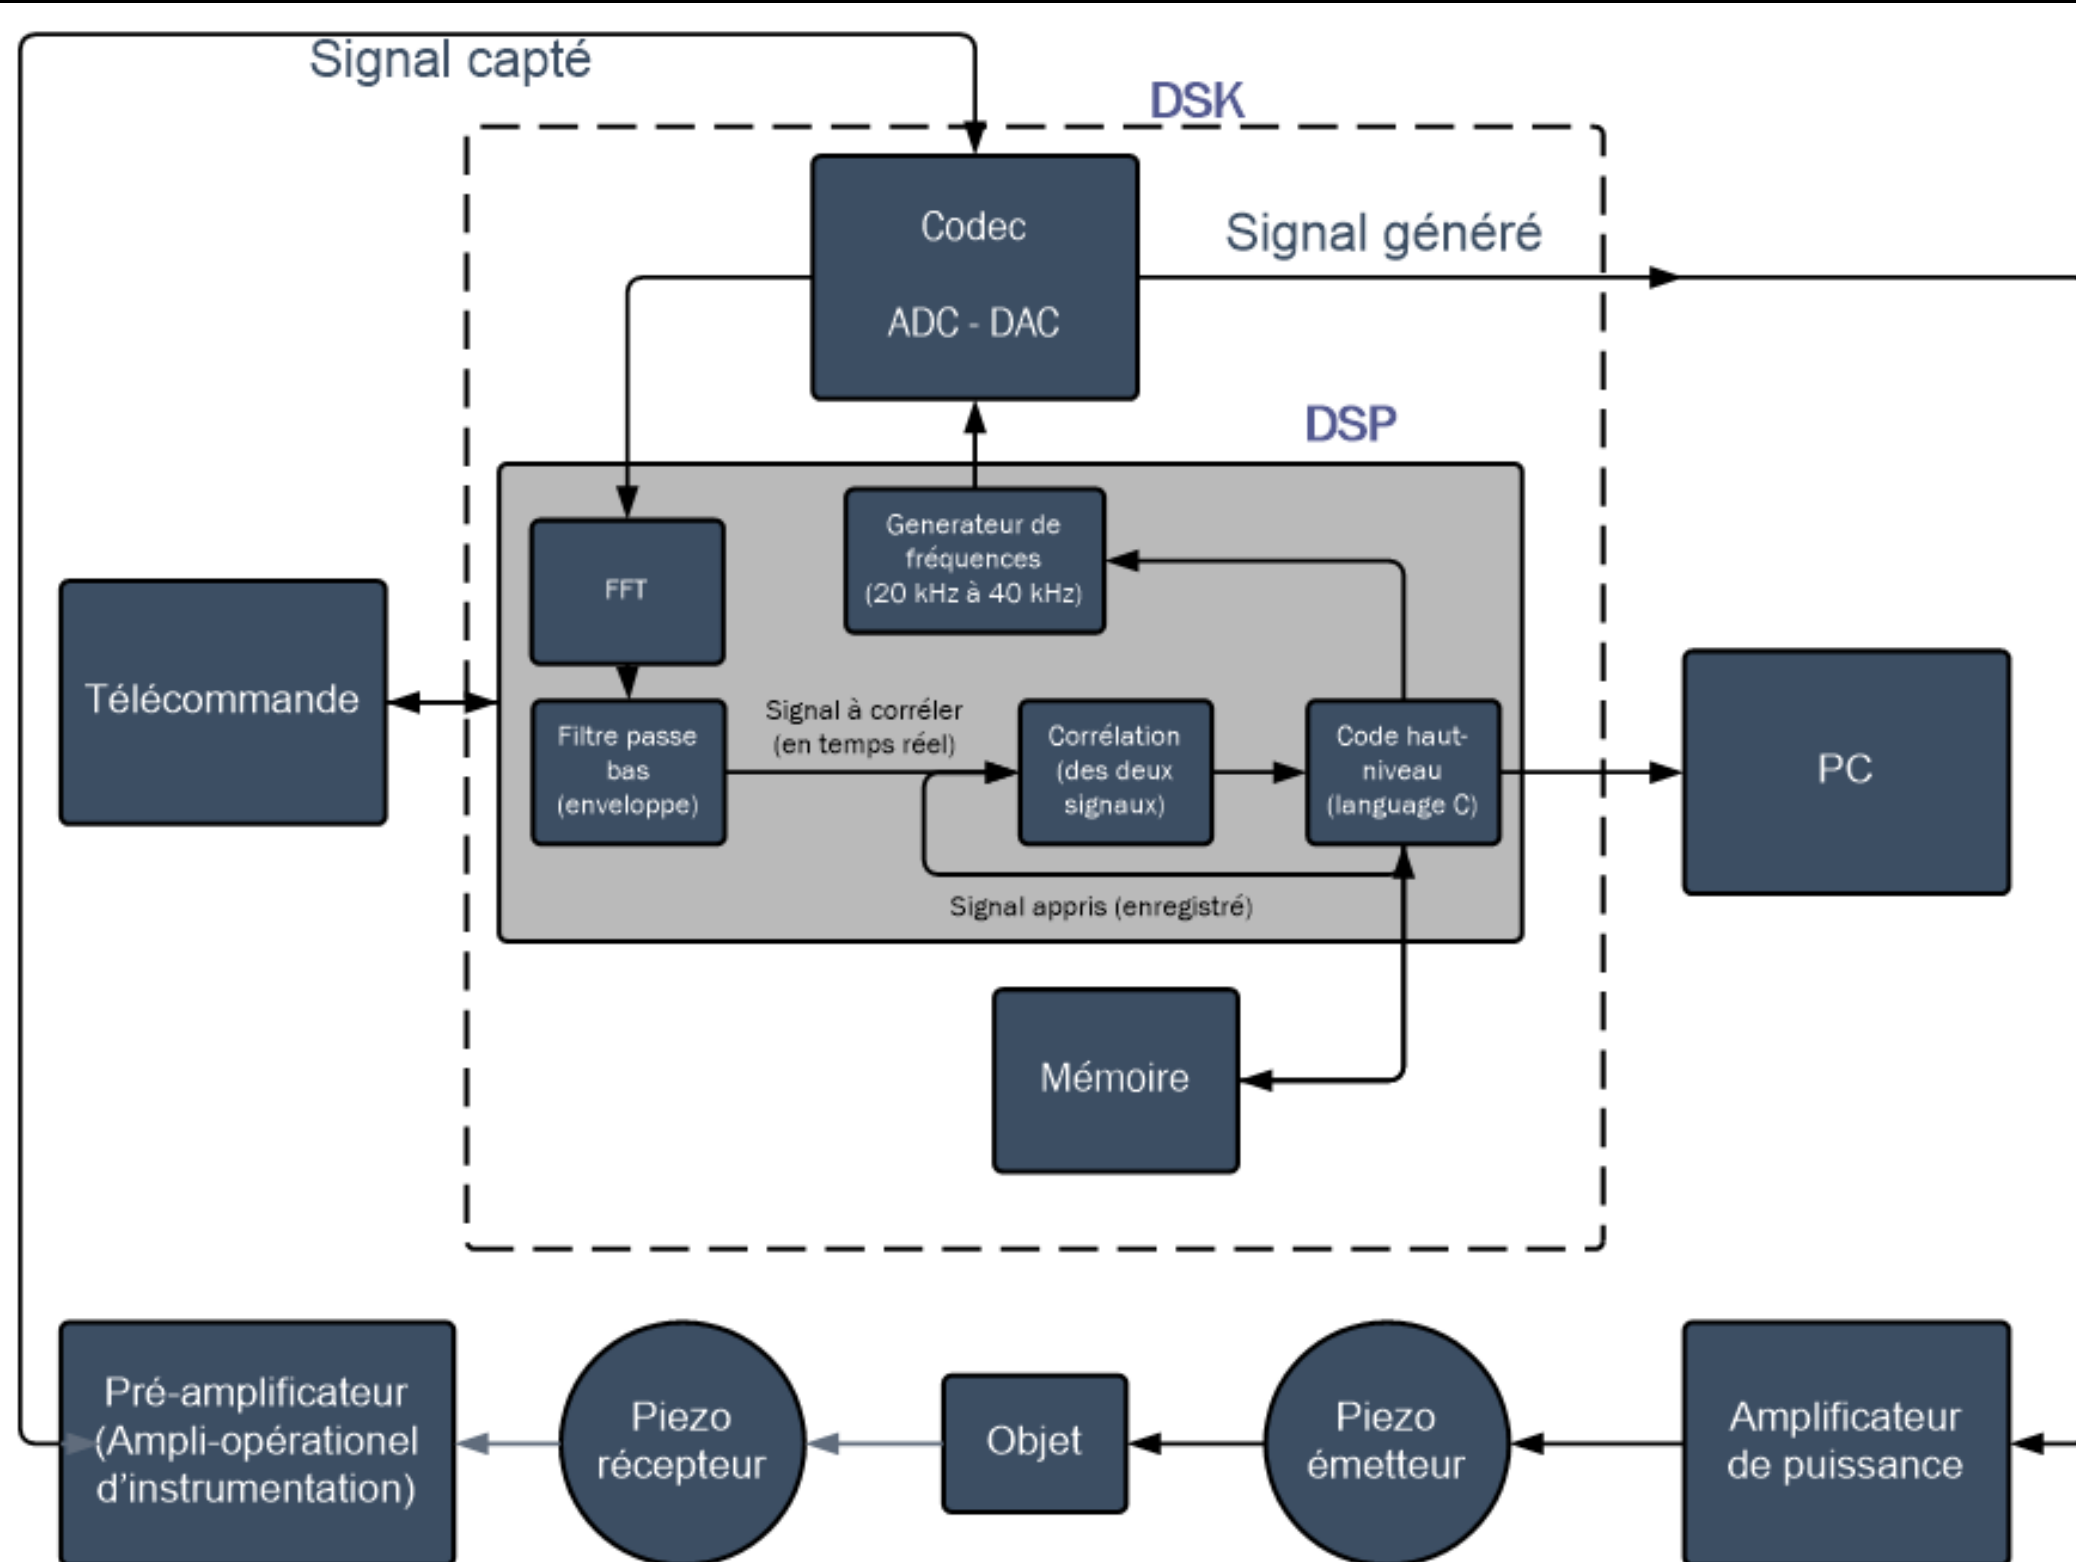 Signal capté
DSK
Codec
ADC - DAC
Signal généré
DSP
Generateur de
fréquences
(20 kHz à 40 kHz)
FFT
Télécommande
Filtre passe
bas
(enveloppe)
Signal à corréler
(en temps réel)
Corrélation
(des deux
signaux)
Code haut-
niveau
(language C)
PC
Signal appris (enregistré)
Mémoire
Pré-amplificateur
(Ampli-opérationel
d'instrumentation)
Piezo
récepteur
Objet
Piezo
émetteur
Amplificateur
de puissance